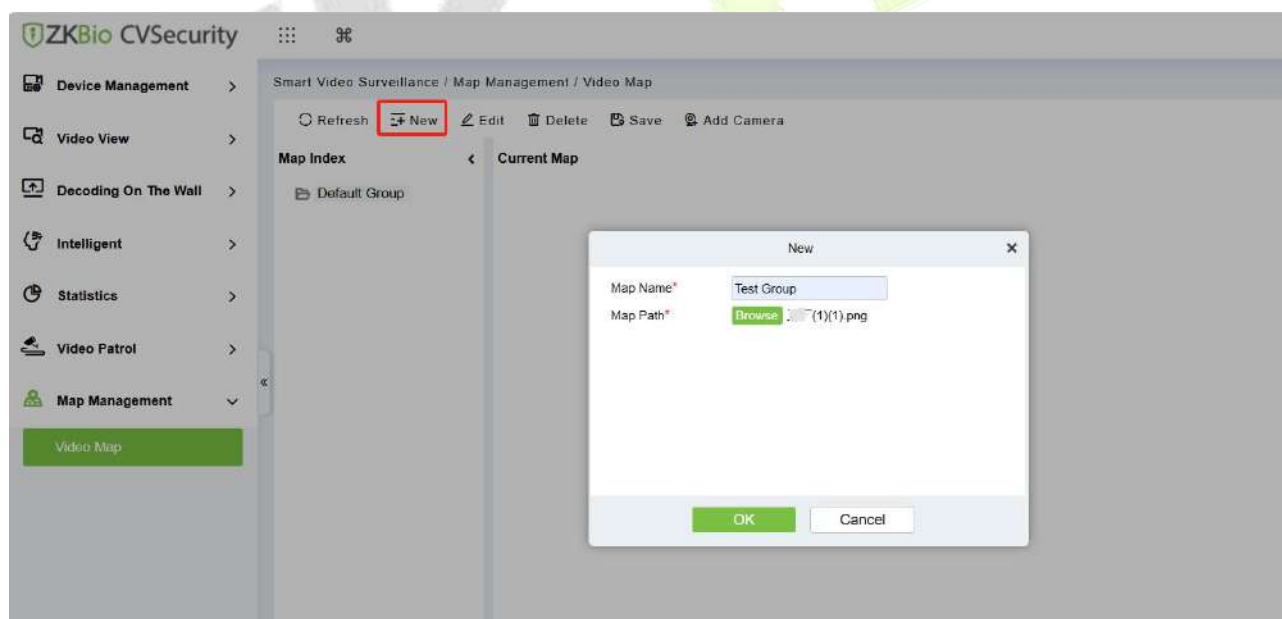 ZKBio CVSecurity
Device Management
Video View
Decoding On The Wall
Intelligent
Statistics
Video Patrol
Map Management
Video Map
Smart Video Surveillance / Map Management / Video Map
Refresh New Edit Delete Save Add Camera
Map Index
Current Map
Default Group
New
Map Name* Test Group
Map Path* Browse (1)(1).png
OK Cancel